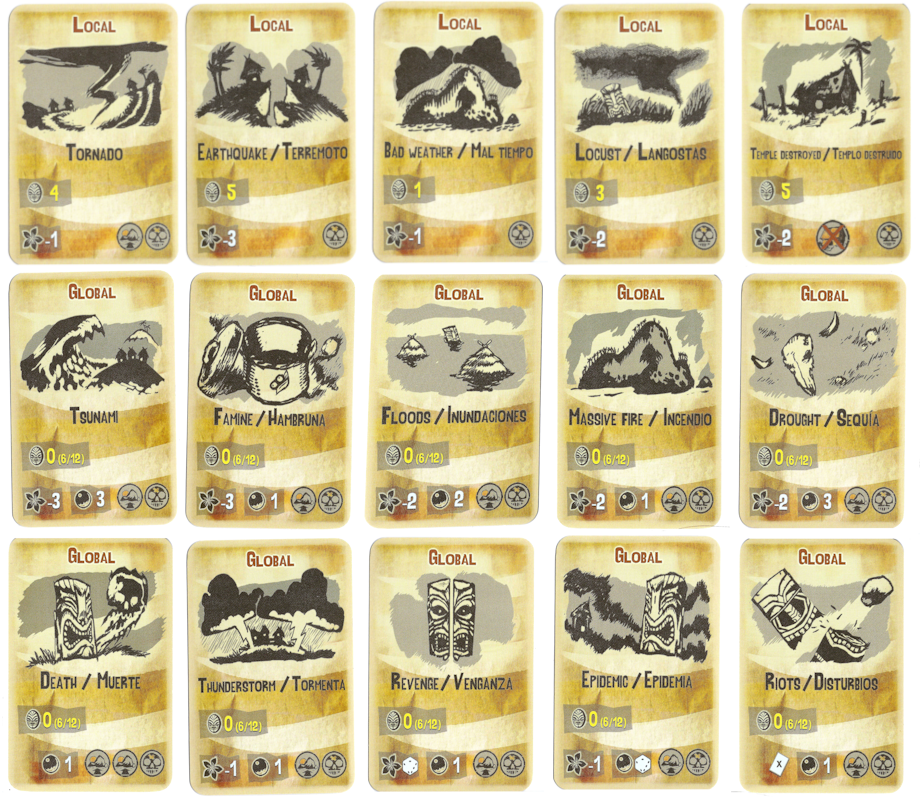 Local
Tornado
4
-1
Local
Earthquake / Terremoto
5
-3
Local
Bad weather / Mal tiempo
1
-1
Local
Locust / Langostas
3
-2
Local
Temple destroyed / Templo destruido
5
-2
Global
Tsunami
0 (6/12)
-3 3
Global
Famine / Hambruna
0 (6/12)
-3 1
Global
Floods / Inundaciones
0 (6/12)
-2 2
Global
Massive fire / Incendio
0 (6/12)
-2 1
Global
Drought / Sequía
0 (6/12)
-2 3
Global
Death / Muerte
0 (6/12)
1
Global
Thunderstorm / Tormenta
0 (6/12)
-1 1
Global
Revenge / Venganza
0 (6/12)
1
Global
Epidemic / Epidemia
0 (6/12)
-1
Global
Riots / Disturbios
0 (6/12)
X 1